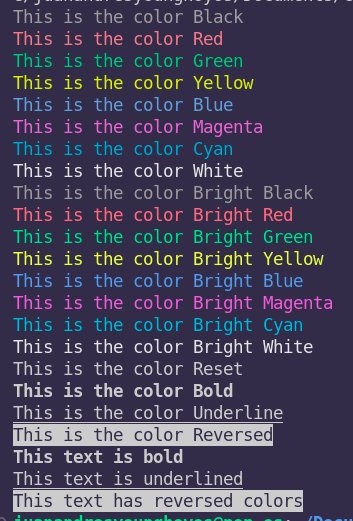 This is the color Black
This is the color Red
This is the color Green
This is the color Yellow
This is the color Blue
This is the color Magenta
This is the color Cyan
This is the color White
This is the color Bright Black
This is the color Bright Red
This is the color Bright Green
This is the color Bright Yellow
This is the color Bright Blue
This is the color Bright Magenta
This is the color Bright Cyan
This is the color Bright White
This is the color Reset
This is the color Bold
This is the color Underline
This is the color Reversed
This text is bold
This text is underlined
This text has reversed colors